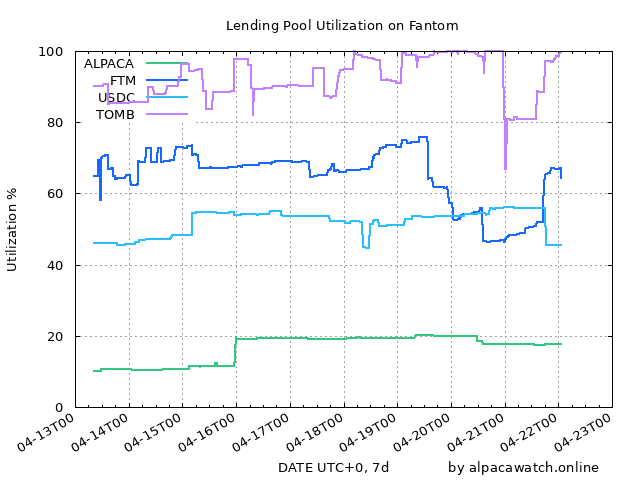 Lending Pool Utilization on Fantom
100
80
60
40
20
0
Utilization %
ALPACA
FTM
USDC
TOMB
04-13T00
04-14T00
04-15T00
04-16T00
04-17T00
04-18T00
04-19T00
04-20T00
04-21T00
04-22T00
04-23T00
DATE UTC+0, 7d
by alpacawatch.online